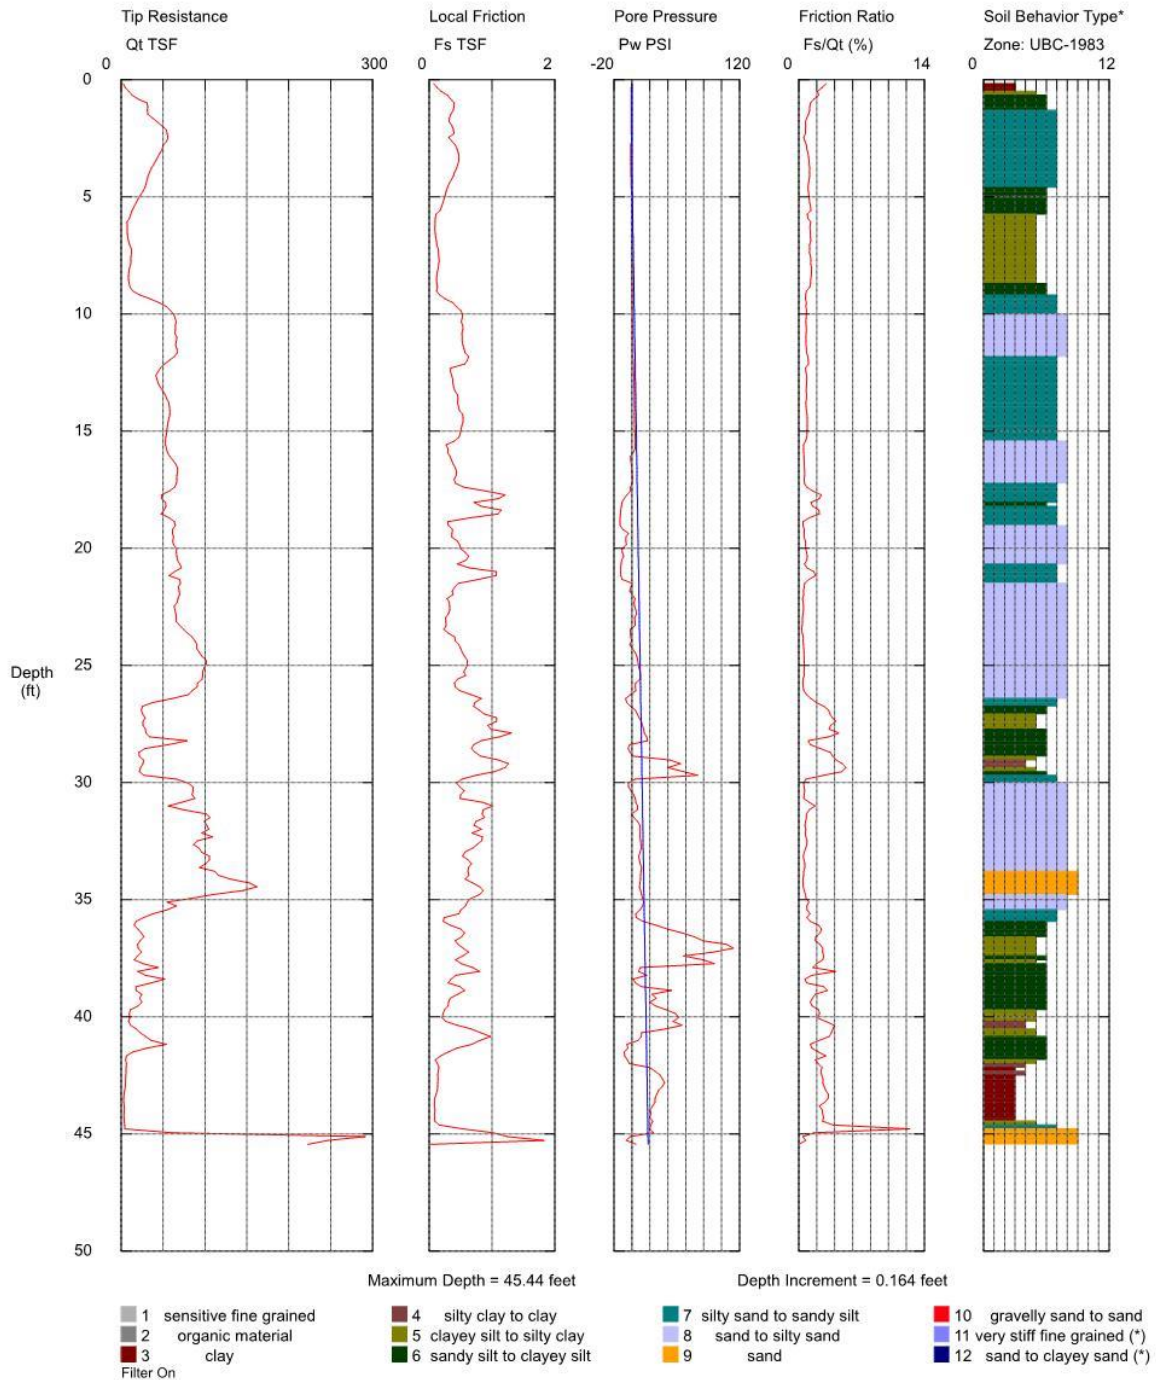 Tip Resistance Local Friction Pore Pressure Friction Ratio Soil Behavior Type*
Qt TSF Fs TSF Pw PSI Fs/Qt (%) Zone: UBC-1983
0 300 0 2 -20 120 0 14 0 12
0
5
10
15
20
25
Depth
(ft)
30
35
40
45
50
Maximum Depth = 45.44 feet Depth Increment = 0.164 feet
1 sensitive fine grained 4 silty clay to clay 7 silty sand to sandy silt 10 gravelly sand to sand
2 organic material 5 clayey silt to silty clay 8 sand to silty sand 11 very stiff fine grained (*)
3 clay 6 sandy silt to clayey silt 9 sand 12 sand to clayey sand (*)
Filter On